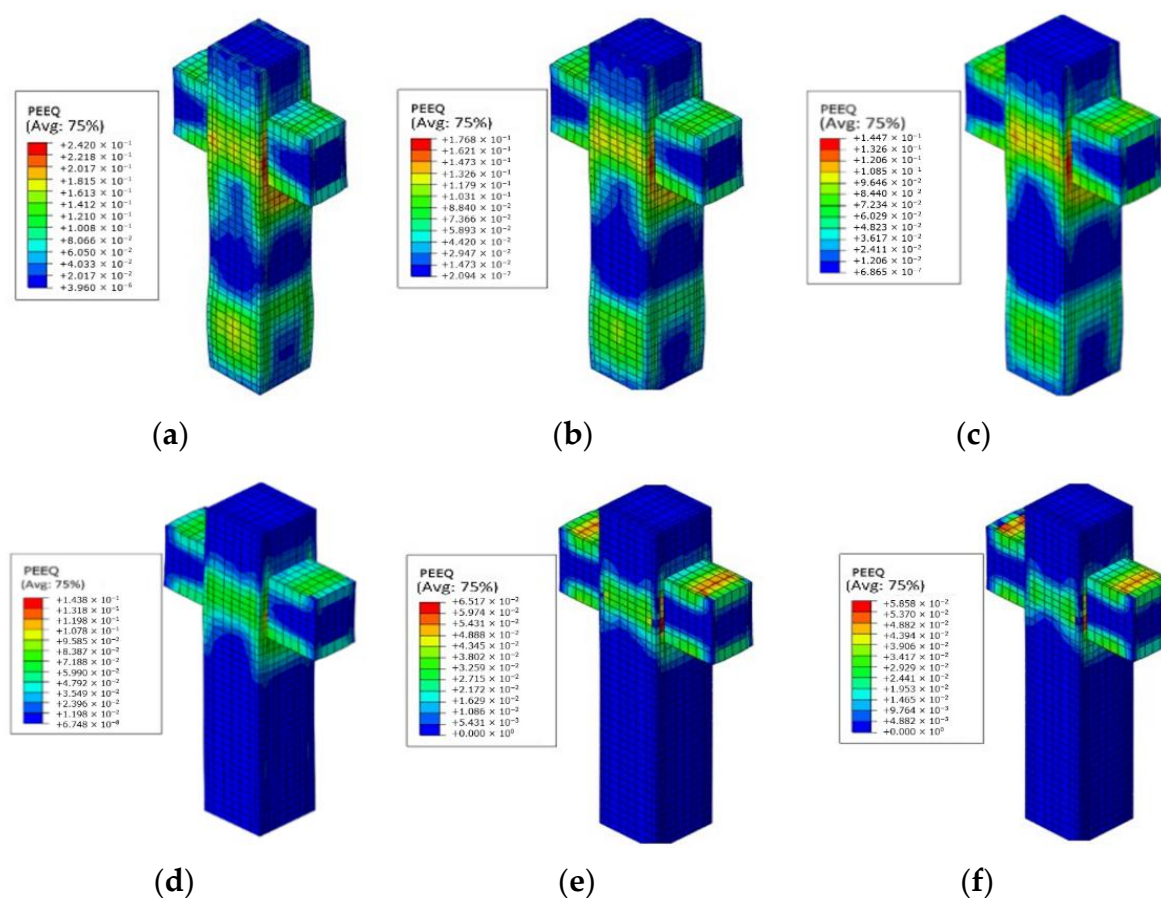 PEEQ
(Avg: 75%)
+2.420 × 10⁻¹
+2.218 × 10⁻¹
+2.017 × 10⁻¹
+1.815 × 10⁻¹
+1.613 × 10⁻¹
+1.412 × 10⁻¹
+1.210 × 10⁻¹
+1.008 × 10⁻¹
+8.066 × 10⁻²
+6.050 × 10⁻²
+4.033 × 10⁻²
+2.017 × 10⁻²
+3.960 × 10⁻⁶
(a)
PEEQ
(Avg: 75%)
+1.768 × 10⁻¹
+1.621 × 10⁻¹
+1.473 × 10⁻¹
+1.326 × 10⁻¹
+1.179 × 10⁻¹
+1.031 × 10⁻¹
+8.840 × 10⁻²
+7.366 × 10⁻²
+5.893 × 10⁻²
+4.420 × 10⁻²
+2.947 × 10⁻²
+1.473 × 10⁻²
+2.094 × 10⁻⁷
(b)
PEEQ
(Avg: 75%)
+1.447 × 10⁻¹
+1.326 × 10⁻¹
+1.206 × 10⁻¹
+1.085 × 10⁻¹
+9.646 × 10⁻²
+8.440 × 10⁻²
+7.234 × 10⁻²
+6.029 × 10⁻²
+4.823 × 10⁻²
+3.617 × 10⁻²
+2.411 × 10⁻²
+1.206 × 10⁻²
+6.865 × 10⁻⁷
(c)
PEEQ
(Avg: 75%)
+1.438 × 10⁻¹
+1.318 × 10⁻¹
+1.198 × 10⁻¹
+1.078 × 10⁻¹
+9.585 × 10⁻²
+8.387 × 10⁻²
+7.188 × 10⁻²
+5.990 × 10⁻²
+4.792 × 10⁻²
+3.549 × 10⁻²
+2.396 × 10⁻²
+1.198 × 10⁻²
+6.748 × 10⁻⁸
(d)
PEEQ
(Avg: 75%)
+6.517 × 10⁻²
+5.974 × 10⁻²
+5.431 × 10⁻²
+4.888 × 10⁻²
+4.345 × 10⁻²
+3.802 × 10⁻²
+3.259 × 10⁻²
+2.715 × 10⁻²
+2.172 × 10⁻²
+1.629 × 10⁻²
+1.086 × 10⁻²
+5.431 × 10⁻³
+0.000 × 10⁰
(e)
PEEQ
(Avg: 75%)
+5.858 × 10⁻²
+5.370 × 10⁻²
+4.882 × 10⁻²
+4.394 × 10⁻²
+3.906 × 10⁻²
+3.417 × 10⁻²
+2.929 × 10⁻²
+2.441 × 10⁻²
+1.953 × 10⁻²
+1.465 × 10⁻²
+9.764 × 10⁻³
+4.882 × 10⁻³
+0.000 × 10⁰
(f)